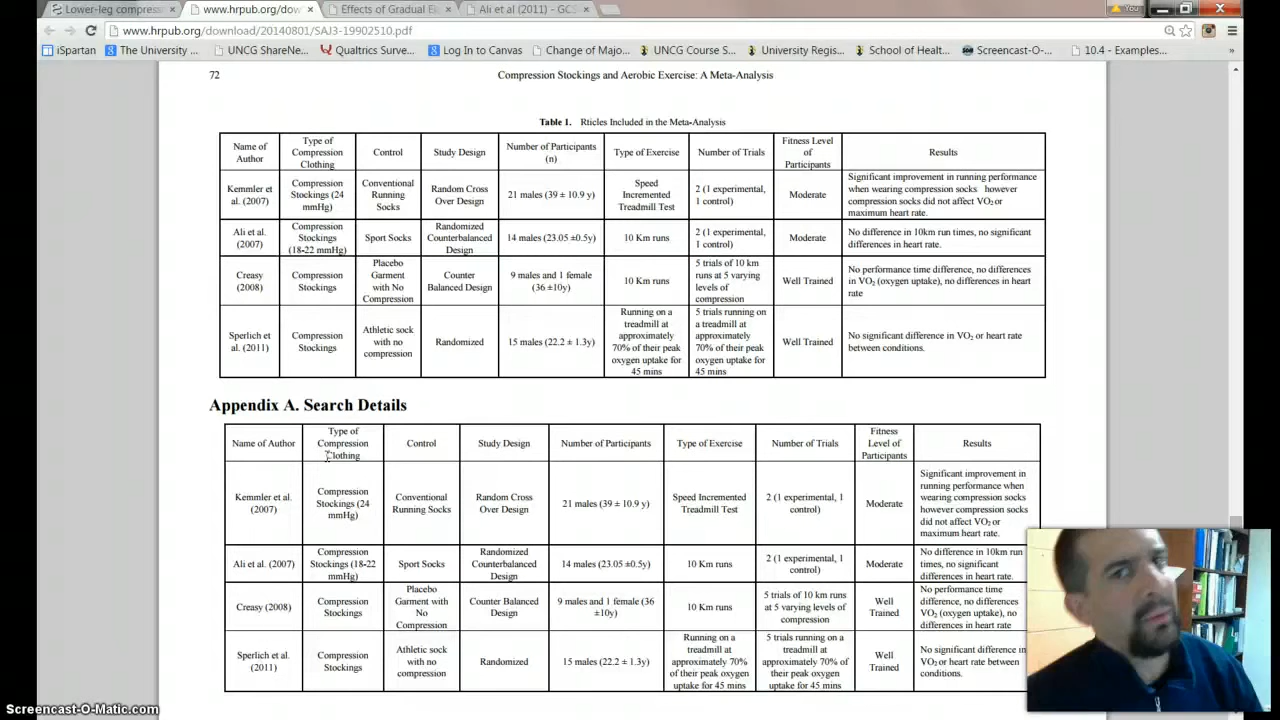 Lower-leg compress
www.hrpub.org/dow
Effects of Gradual E
Ali et al (2011) - GCS
You
www.hrpub.org/download/20140801/SAJ3-19902510.pdf
iSpartan
The University ...
UNCG ShareNe...
Qualtrics Surve...
Log In to Canvas
Change of Majo...
UNCG Course S...
University Regis...
School of Healt...
Screencast-O-...
10.4 - Examples...
»
72
Compression Stockings and Aerobic Exercise: A Meta-Analysis
Table 1. Rticles Included in the Meta-Analysis
Name of
Author
Type of
Compression
Clothing
Control
Study Design
Number of Participants
(n)
Type of Exercise
Number of Trials
Fitness Level
of
Participants
Results
Kemmler et
al. (2007)
Compression
Stockings (24
mmHg)
Conventional
Running
Socks
Random Cross
Over Design
21 males (39 ± 10.9 y)
Speed
Incremented
Treadmill Test
2 (1 experimental,
1 control)
Moderate
Significant improvement in running performance
when wearing compression socks however
compression socks did not affect VO₂ or
maximum heart rate.
Ali et al.
(2007)
Compression
Stockings
(18-22 mmHg)
Sport Socks
Randomized
Counterbalanced
Design
14 males (23.05 ±0.5y)
10 Km runs
2 (1 experimental,
1 control)
Moderate
No difference in 10km run times, no significant
differences in heart rate.
Creasy
(2008)
Compression
Stockings
Placebo
Garment with
No
Compression
Counter
Balanced Design
9 males and 1 female
(36 ±10y)
10 Km runs
5 trials of 10 km
runs at 5 varying
levels of
compression
Well Trained
No performance time difference, no differences
in VO₂ (oxygen uptake), no differences in heart
rate
Sperlich et
al. (2011)
Compression
Stockings
Athletic sock
with no
compression
Randomized
15 males (22.2 ± 1.3y)
Running on a
treadmill at
approximately
70% of their peak
oxygen uptake for
45 mins
5 trials running on
a treadmill at
approximately
70% of their peak
oxygen uptake for
45 mins
Well Trained
No significant difference in VO₂ or heart rate
between conditions.
Appendix A. Search Details
Name of Author
Type of
Compression
Clothing
Control
Study Design
Number of Participants
Type of Exercise
Number of Trials
Fitness
Level of
Participants
Results
Kemmler et al.
(2007)
Compression
Stockings (24
mmHg)
Conventional
Running Socks
Random Cross
Over Design
21 males (39 ± 10.9 y)
Speed Incremented
Treadmill Test
2 (1 experimental, 1
control)
Moderate
Significant improvement in
running performance when
wearing compression socks
however compression socks
did not affect VO₂ or
maximum heart rate.
Ali et al. (2007)
Compression
Stockings (18-22
mmHg)
Sport Socks
Randomized
Counterbalanced
Design
14 males (23.05 ±0.5y)
10 Km runs
2 (1 experimental, 1
control)
Moderate
No difference in 10km run
times, no significant
differences in heart rate.
Creasy (2008)
Compression
Stockings
Placebo
Garment with
No
Compression
Counter Balanced
Design
9 males and 1 female (36
±10y)
10 Km runs
5 trials of 10 km runs
at 5 varying levels of
compression
Well
Trained
No performance time
difference, no differences
VO₂ (oxygen uptake), no
differences in heart rate
Sperlich et al.
(2011)
Compression
Stockings
Athletic sock
with no
compression
Randomized
15 males (22.2 ± 1.3y)
Running on a
treadmill at
approximately 70%
of their peak oxygen
uptake for 45 mins
5 trials running on a
treadmill at
approximately 70% of
their peak oxygen
uptake for 45 mins
Well
Trained
No significant difference in
VO₂ or heart rate between
conditions.
Screencast-O-Matic.com